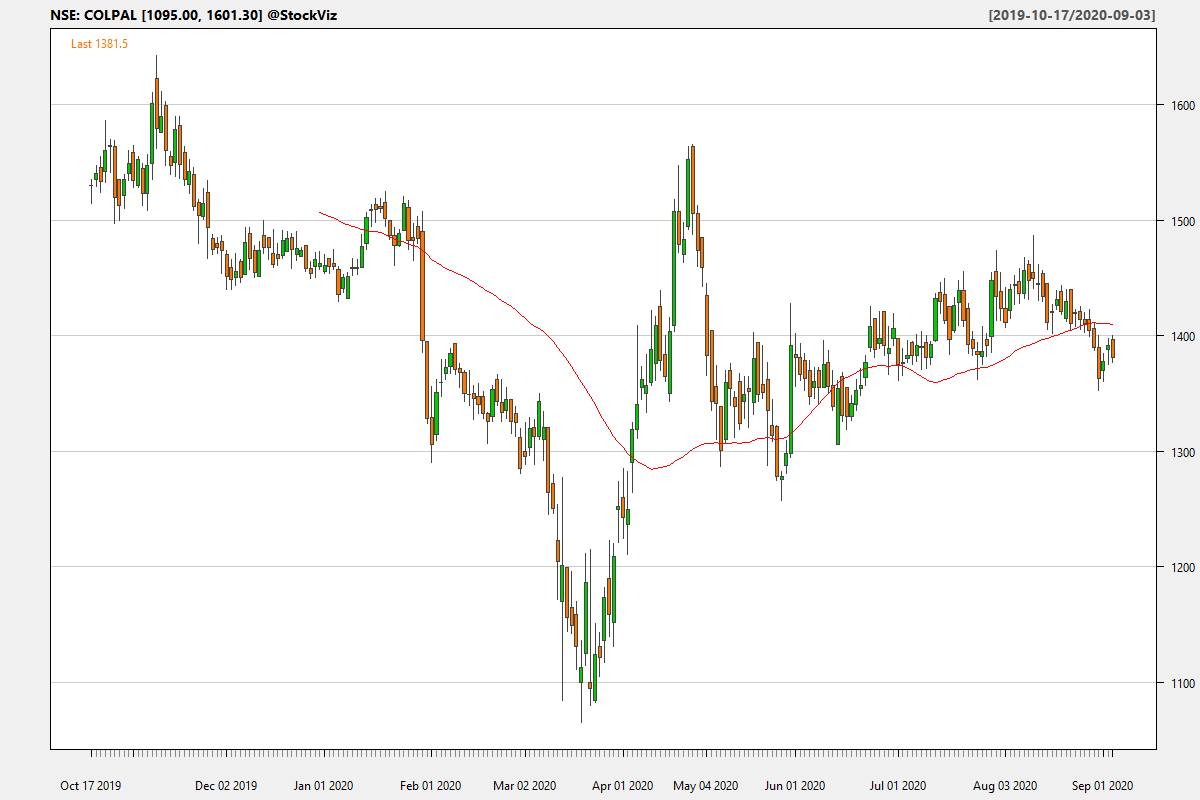 NSE: COLPAL [1095.00, 1601.30] @StockViz
[2019-10-17/2020-09-03]
Last 1381.5
1600
1500
1400
1300
1200
1100
Oct 17 2019
Dec 02 2019
Jan 01 2020
Feb 01 2020
Mar 02 2020
Apr 01 2020
May 04 2020
Jun 01 2020
Jul 01 2020
Aug 03 2020
Sep 01 2020